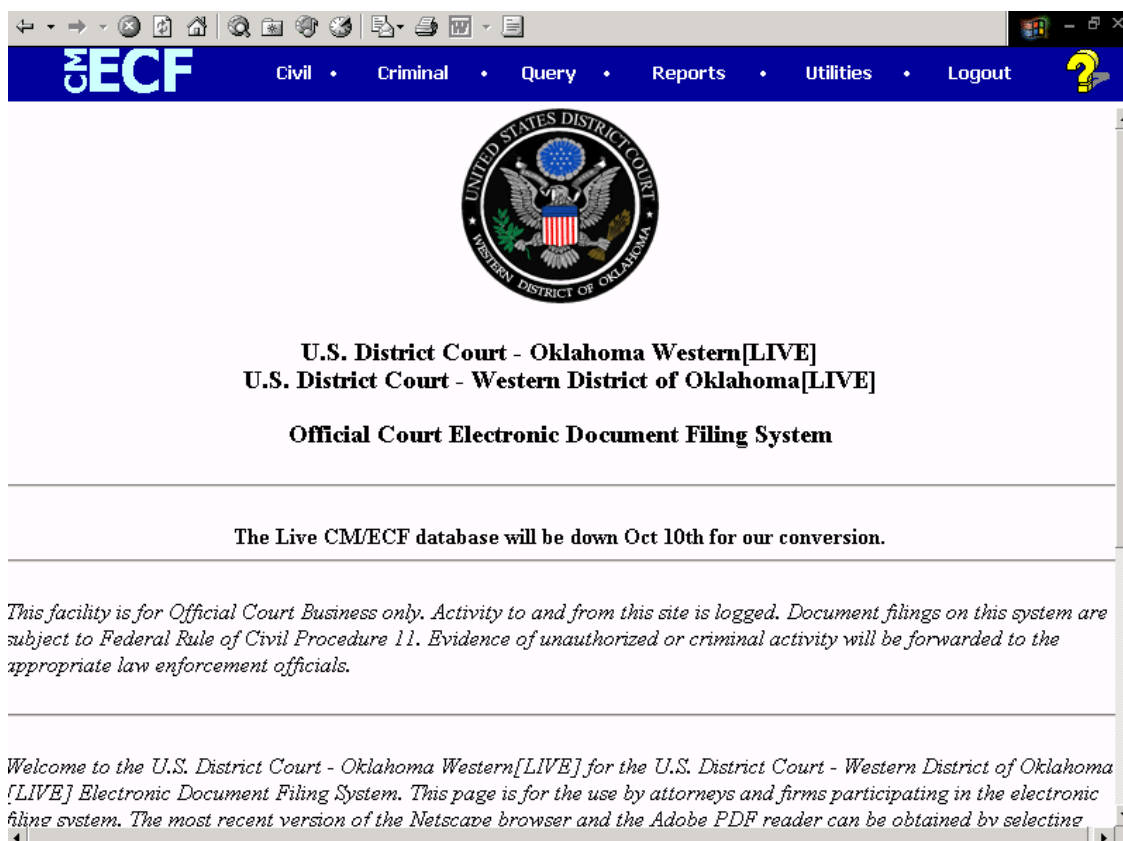 CM ECF Civil • Criminal • Query • Reports • Utilities • Logout ?
UNITED STATES DISTRICT COURT
WESTERN DISTRICT OF OKLAHOMA
U.S. District Court - Oklahoma Western[LIVE]
U.S. District Court - Western District of Oklahoma[LIVE]
Official Court Electronic Document Filing System
The Live CM/ECF database will be down Oct 10th for our conversion.
This facility is for Official Court Business only. Activity to and from this site is logged. Document filings on this system are
subject to Federal Rule of Civil Procedure 11. Evidence of unauthorized or criminal activity will be forwarded to the
appropriate law enforcement officials.
Welcome to the U.S. District Court - Oklahoma Western[LIVE] for the U.S. District Court - Western District of Oklahoma
[LIVE] Electronic Document Filing System. This page is for the use by attorneys and firms participating in the electronic
filing system. The most recent version of the Netscape browser and the Adobe PDF reader can be obtained by selecting